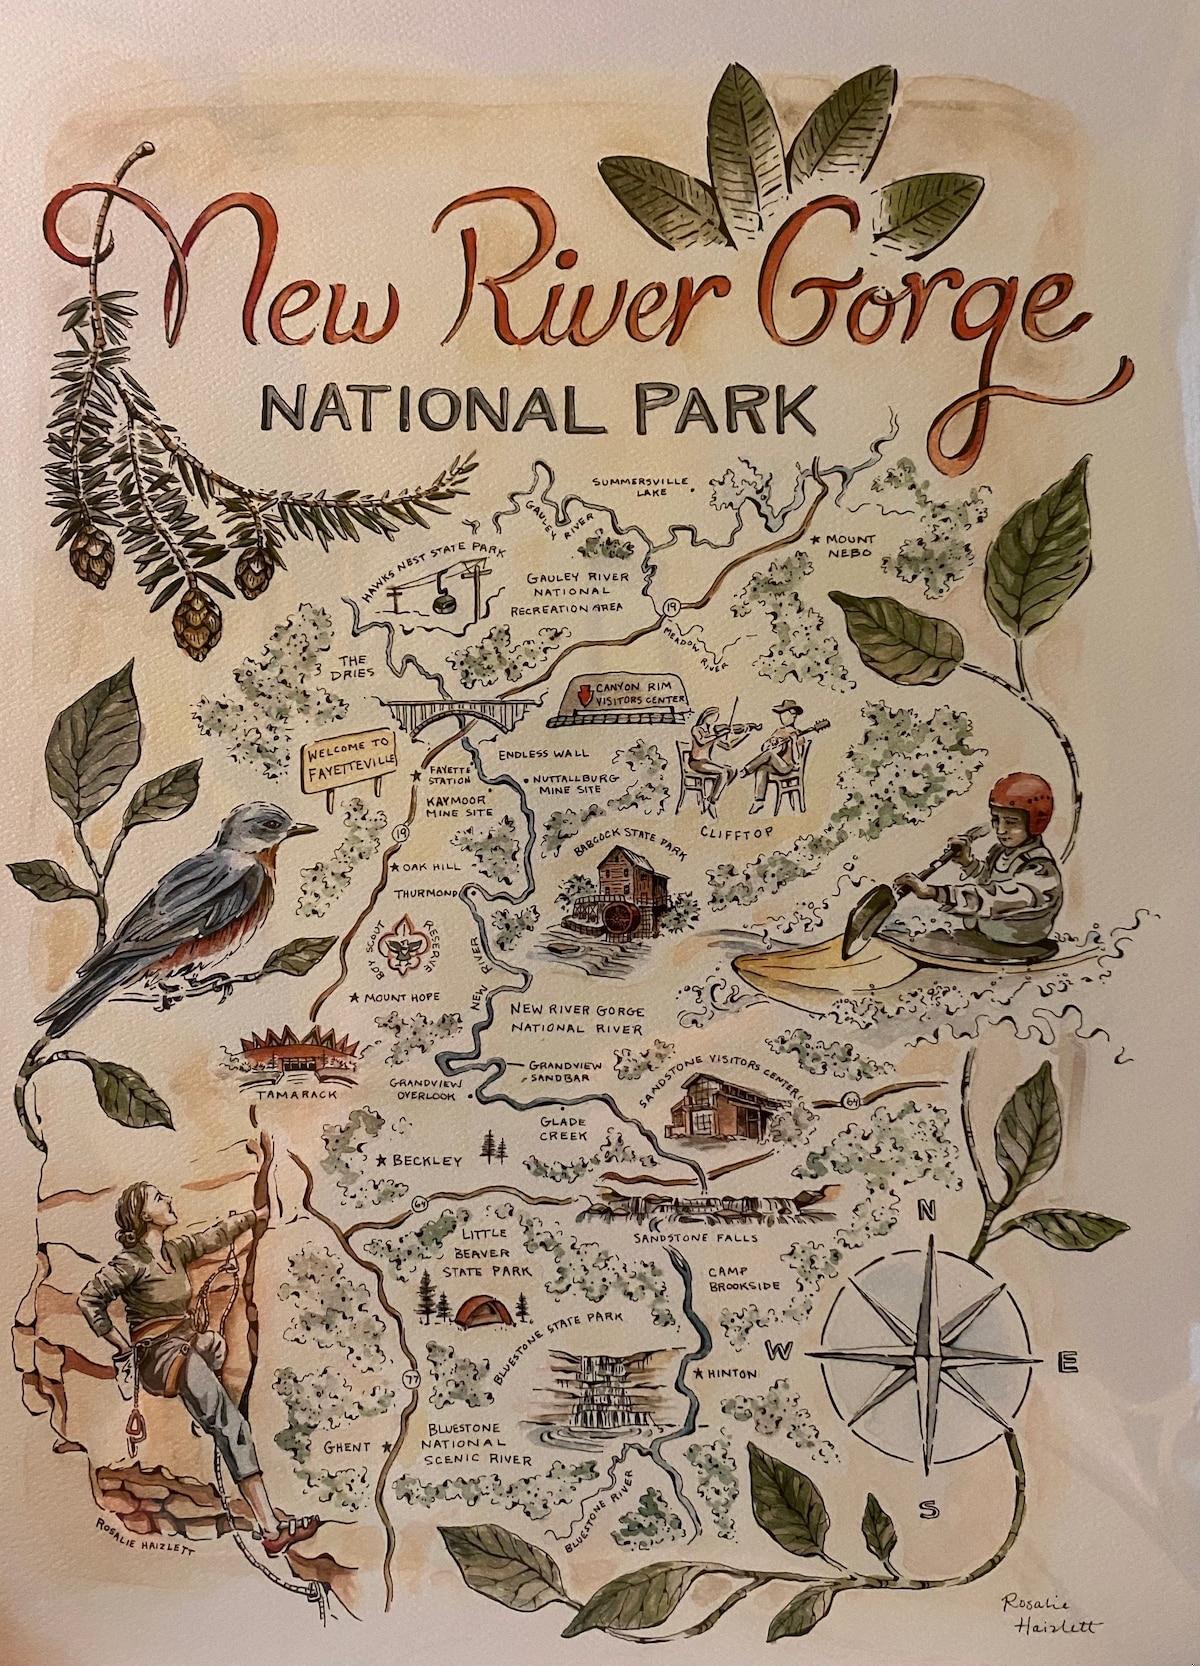 New River Gorge
NATIONAL PARK
SUMMERSVILLE
LAKE
GAULEY RIVER
MOUNT
NEBO
HAWKS NEST STATE PARK
GAULEY RIVER
NATIONAL
RECREATION AREA
19
MEADOW RIVER
THE
DRIES
CANYON RIM
VISITORS CENTER
WELCOME TO
FAYETTEVILLE
ENDLESS WALL
FAYETTE
STATION
NUTTALLBURG
MINE SITE
KAYMOOR
MINE SITE
CLIFFTOP
19
BABCOCK STATE PARK
OAK HILL
THURMOND
BOY SCOUT RESERVE
NEW RIVER
MOUNT HOPE
NEW RIVER GORGE
NATIONAL RIVER
GRANDVIEW
SANDBAR
SANDSTONE VISITORS CENTER
TAMARACK
GRANDVIEW
OVERLOOK
64
GLADE
CREEK
BECKLEY
64
N
LITTLE
BEAVER
STATE PARK
SANDSTONE FALLS
CAMP
BROOKSIDE
BLUESTONE STATE PARK
W
E
77
HINTON
GHENT
BLUESTONE
NATIONAL
SCENIC RIVER
BLUESTONE RIVER
S
ROSALIE HAIZLETT
Rosalie
Haizlett